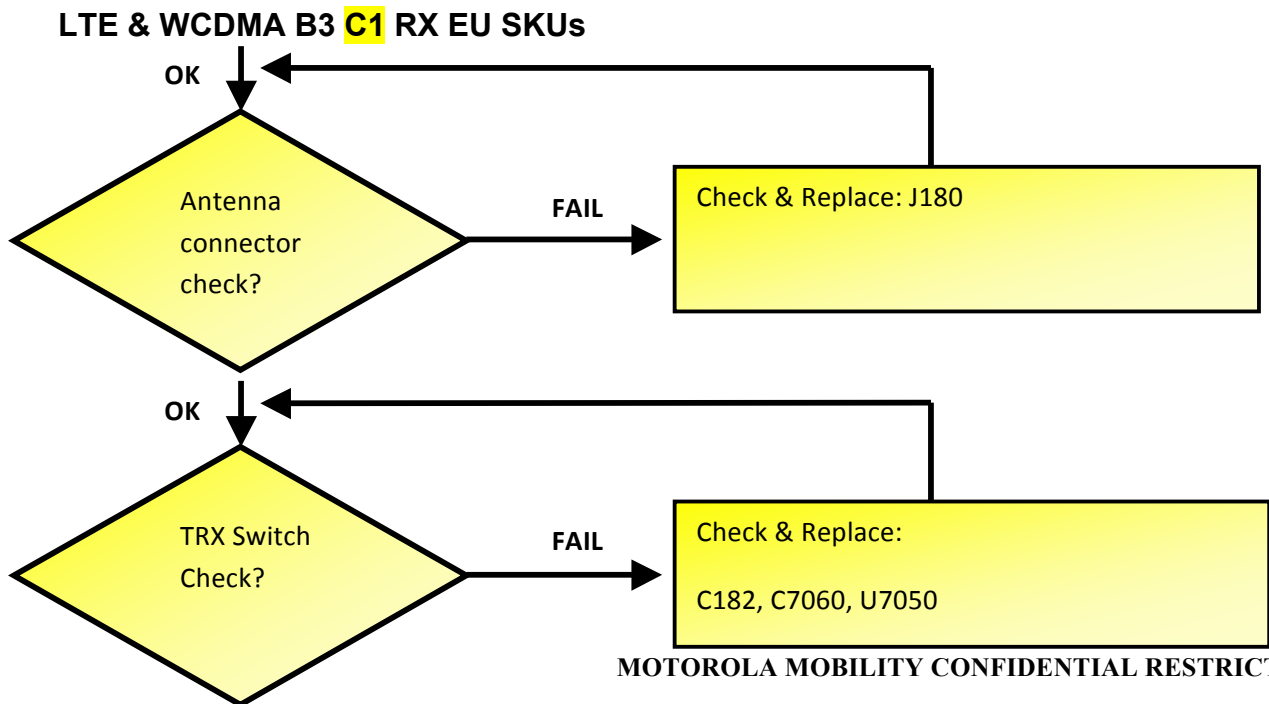 LTE & WCDMA B3 C1 RX EU SKUs
OK
Antenna
connector
check?
FAIL
Check & Replace: J180
OK
TRX Switch
Check?
FAIL
Check & Replace:
C182, C7060, U7050
MOTOROLA MOBILITY CONFIDENTIAL RESTRICT